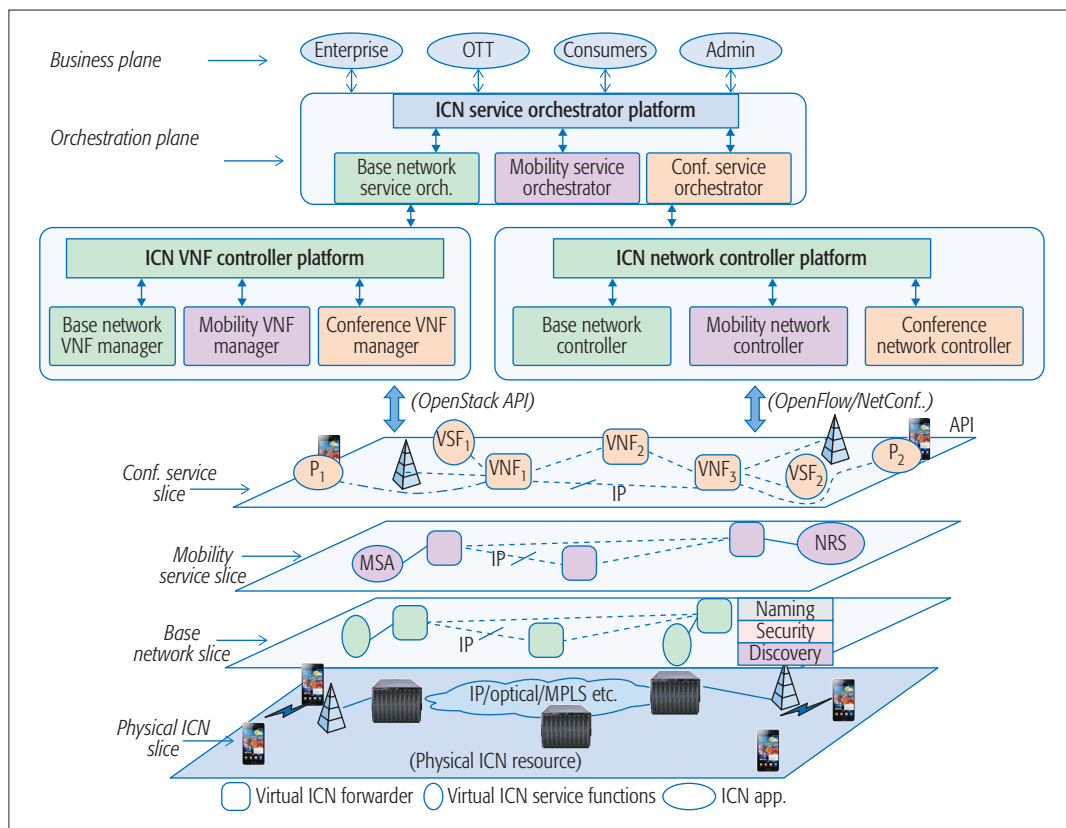 Business plane
Enterprise
OTT
Consumers
Admin
Orchestration plane
ICN service orchestrator platform
Base network
service orch.
Mobility service
orchestrator
Conf. service
orchestrator
ICN VNF controller platform
Base network
VNF manager
Mobility VNF
manager
Conference VNF
manager
ICN network controller platform
Base network
controller
Mobility network
controller
Conference
network controller
(OpenStack API)
(OpenFlow/NetConf..)
API
Conf. service
slice
P1
VSF1
VNF1
VNF2
IP
VNF3
VSF2
P2
Mobility
service slice
MSA
IP
NRS
Base
network slice
IP
Naming
Security
Discovery
Physical ICN
slice
IP/optical/MPLS etc.
(Physical ICN resource)
Virtual ICN forwarder
Virtual ICN service functions
ICN app.